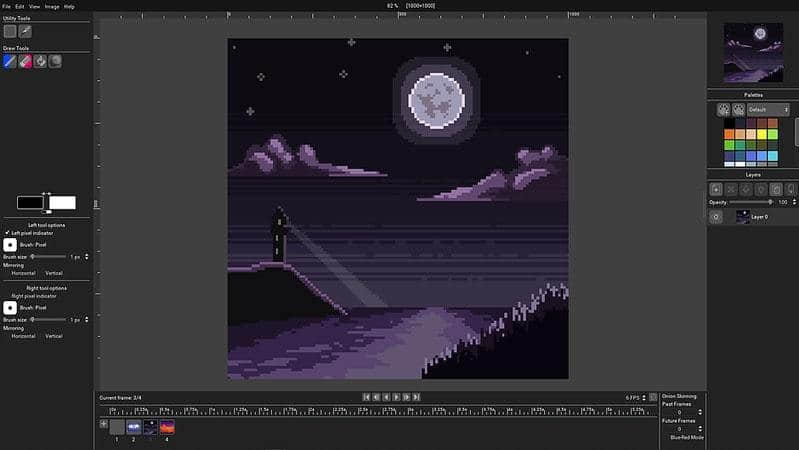 File Edit View Image Help
82 % [1000×1000]
Utility Tools
Draw Tools
Left tool options
Left pixel indicator
Brush: Pixel
Brush size 1 px
Mirroring
Horizontal Vertical
Right tool options
Right pixel indicator
Brush: Pixel
Brush size 1 px
Mirroring
Horizontal Vertical
Palettes
Default
Layers
Opacity: 100
Layer 0
Current frame: 3/4
6 FPS
1 2 3 4
Onion Skinning
Past Frames
0
Future Frames
0
Blue-Red Mode